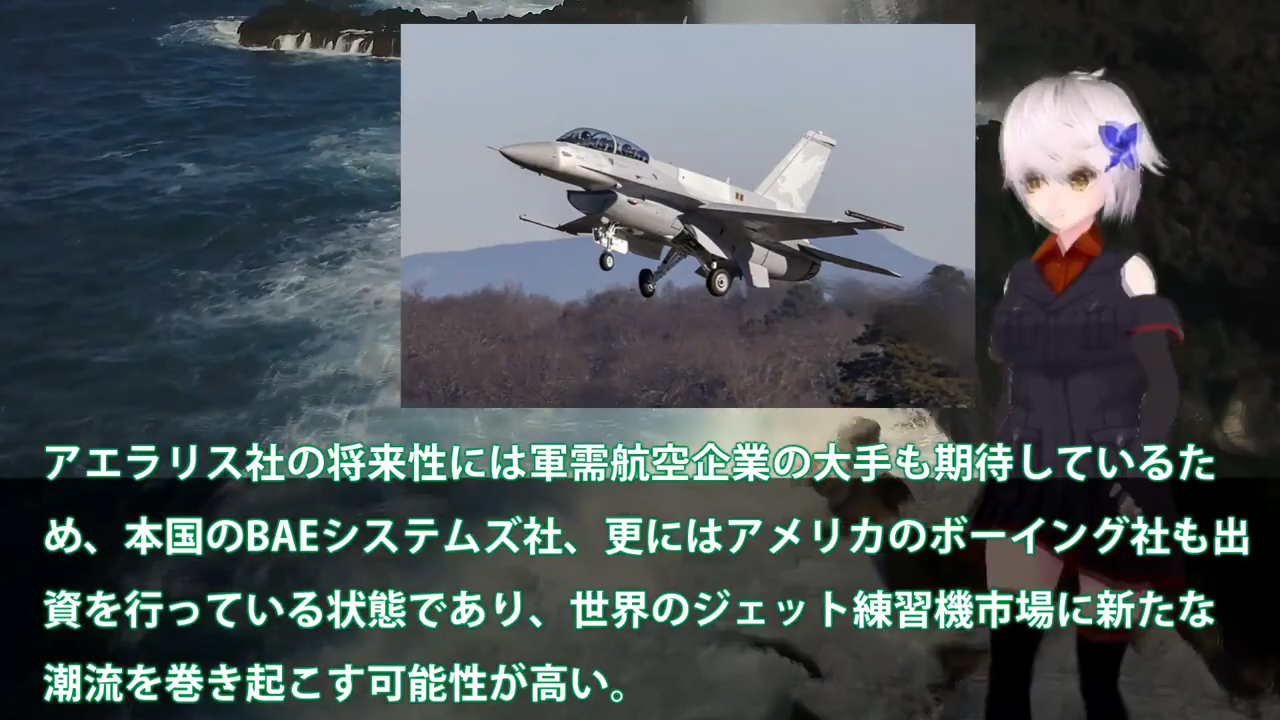 アエラリス社の将来性には軍需航空企業の大手も期待しているた
め、本国のBAEシステムズ社、更にはアメリカのボーイング社も出
資を行っている状態であり、世界のジェット練習機市場に新たな
潮流を巻き起こす可能性が高い。